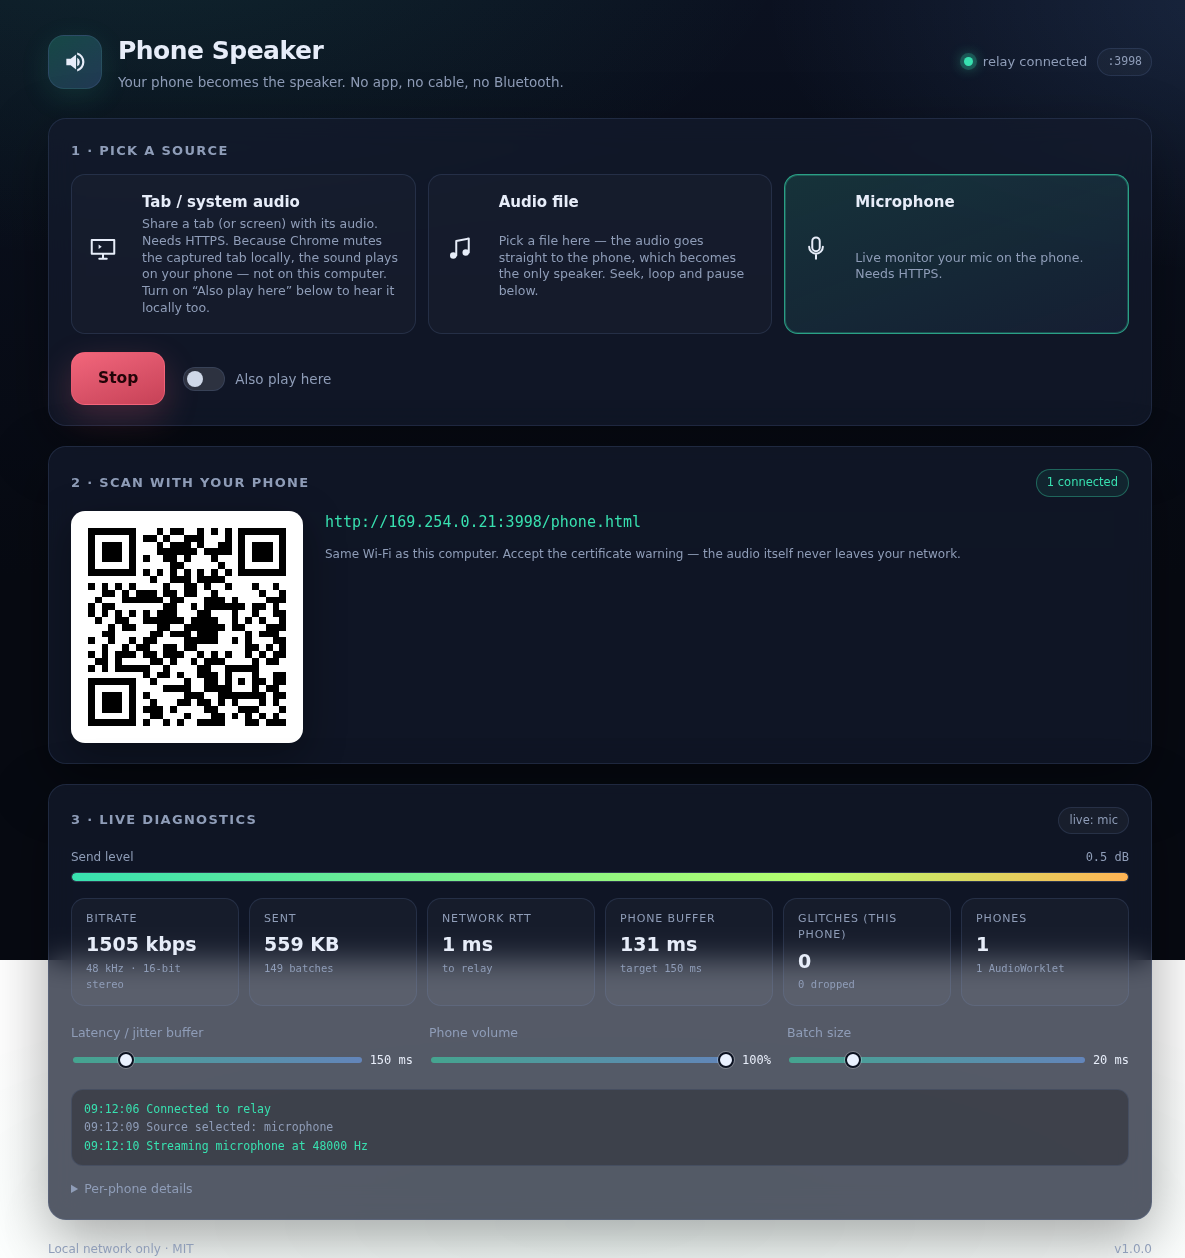 Phone Speaker
Your phone becomes the speaker. No app, no cable, no Bluetooth.
relay connected
:3998
1 · PICK A SOURCE
Tab / system audio
Share a tab (or screen) with its audio.
Needs HTTPS. Because Chrome mutes
the captured tab locally, the sound plays
on your phone — not on this computer.
Turn on “Also play here” below to hear it
locally too.
Audio file
Pick a file here — the audio goes
straight to the phone, which becomes
the only speaker. Seek, loop and pause
below.
Microphone
Live monitor your mic on the phone.
Needs HTTPS.
Stop
Also play here
2 · SCAN WITH YOUR PHONE
1 connected
http://169.254.0.21:3998/phone.html
Same Wi-Fi as this computer. Accept the certificate warning — the audio itself never leaves your network.
3 · LIVE DIAGNOSTICS
live: mic
Send level
0.5 dB
BITRATE
1505 kbps
48 kHz · 16-bit
stereo
SENT
559 KB
149 batches
NETWORK RTT
1 ms
to relay
PHONE BUFFER
131 ms
target 150 ms
GLITCHES (THIS
PHONE)
0
0 dropped
PHONES
1
1 AudioWorklet
Latency / jitter buffer
150 ms
Phone volume
100%
Batch size
20 ms
09:12:06 Connected to relay
09:12:09 Source selected: microphone
09:12:10 Streaming microphone at 48000 Hz
Per-phone details
Local network only · MIT
v1.0.0